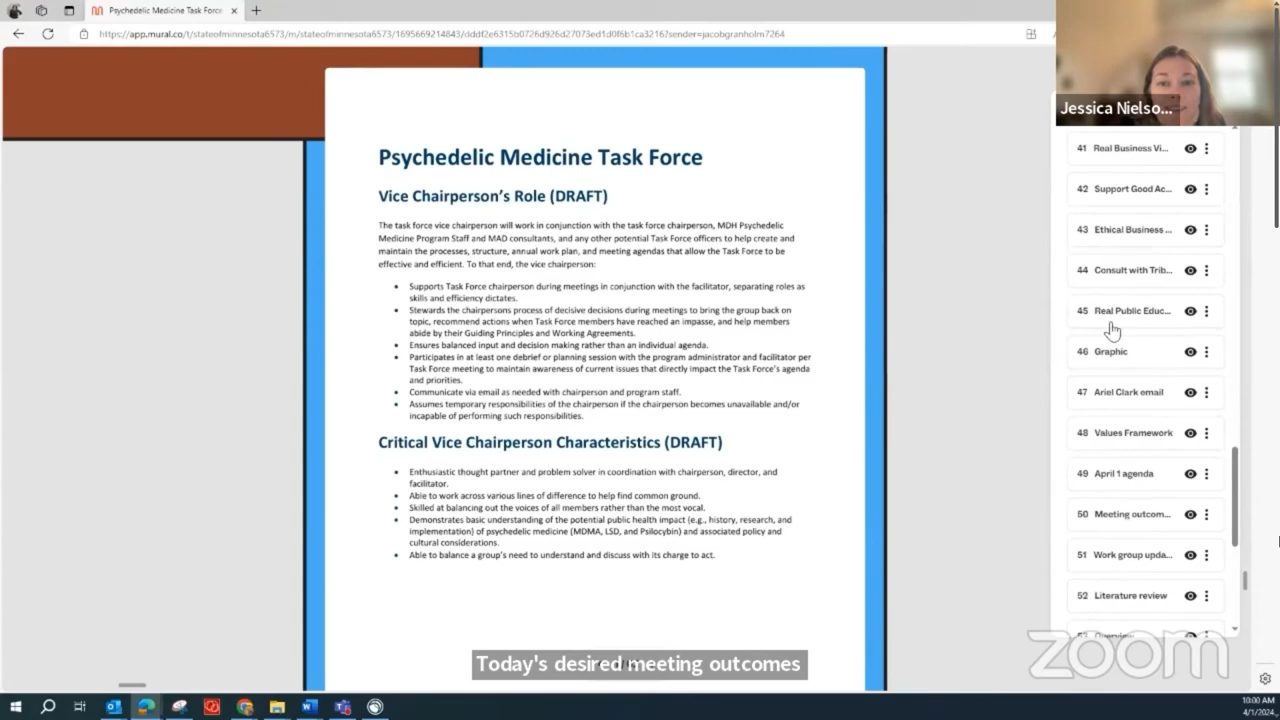 Psychedelic Medicine Task Force
https://app.mural.co/t/stateofminnesota6573/m/stateofminnesota6573/1695669214843/dddf2e6315b0726d926d27073ed1d0f6b1ca3216?sender=jacobgranholm7264
Jessica Nielso...
Psychedelic Medicine Task Force
Vice Chairperson's Role (DRAFT)
The task force vice chairperson will work in conjunction with the task force chairperson, MDH Psychedelic
Medicine Program Staff and MAD consultants, and any other potential Task Force officers to help create and
maintain the processes, structure, annual work plan, and meeting agendas that allow the Task Force to be
effective and efficient. To that end, the vice chairperson:
• Supports Task Force chairperson during meetings in conjunction with the facilitator, separating roles as
skills and efficiency dictates.
• Stewards the chairpersons process of decisive decisions during meetings to bring the group back on
topic, recommend actions when Task Force members have reached an impasse, and help members
abide by their Guiding Principles and Working Agreements.
• Ensures balanced input and decision making rather than an individual agenda.
• Participates in at least one debrief or planning session with the program administrator and facilitator per
Task Force meeting to maintain awareness of current issues that directly impact the Task Force's agenda
and priorities.
• Communicate via email as needed with chairperson and program staff.
• Assumes temporary responsibilities of the chairperson if the chairperson becomes unavailable and/or
incapable of performing such responsibilities.
Critical Vice Chairperson Characteristics (DRAFT)
• Enthusiastic thought partner and problem solver in coordination with chairperson, director, and
facilitator.
• Able to work across various lines of difference to help find common ground.
• Skilled at balancing out the voices of all members rather than the most vocal.
• Demonstrates basic understanding of the potential public health impact (e.g., history, research, and
implementation) of psychedelic medicine (MDMA, LSD, and Psilocybin) and associated policy and
cultural considerations.
• Able to balance a group's need to understand and discuss with its charge to act.
41 Real Business Vi...
42 Support Good Ac...
43 Ethical Business ...
44 Consult with Trib...
45 Real Public Educ...
46 Graphic
47 Ariel Clark email
48 Values Framework
49 April 1 agenda
50 Meeting outcom...
51 Work group upda...
52 Literature review
53 Overview
Today's desired meeting outcomes
zoom
10:00 AM
4/1/2024